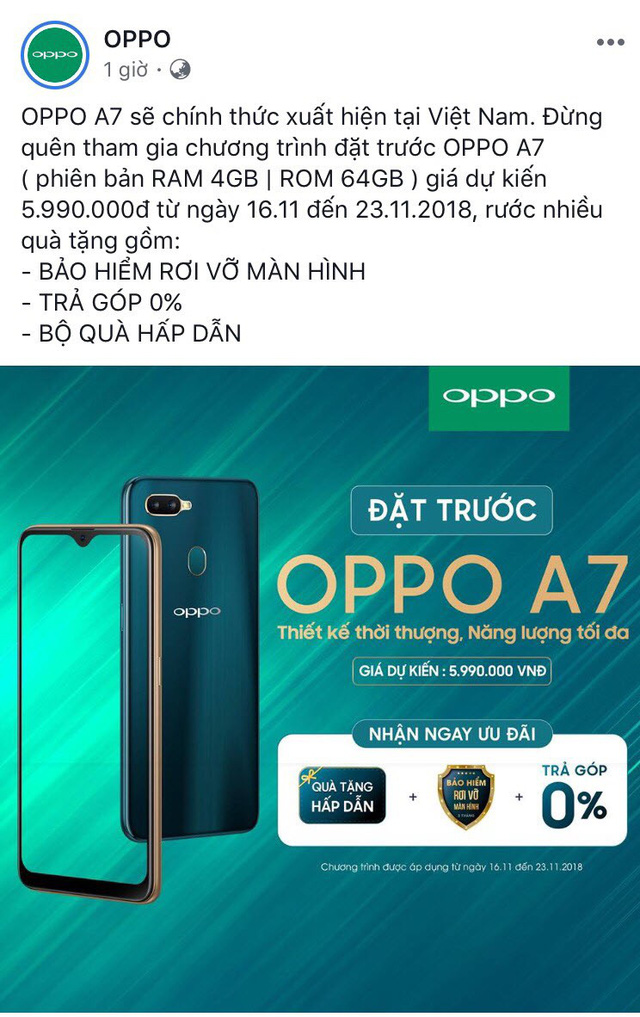 OPPO
1 giờ ·
OPPO A7 sẽ chính thức xuất hiện tại Việt Nam. Đừng
quên tham gia chương trình đặt trước OPPO A7
( phiên bản RAM 4GB | ROM 64GB ) giá dự kiến
5.990.000đ từ ngày 16.11 đến 23.11.2018, rước nhiều
quà tặng gồm:
- BẢO HIỂM RƠI VỠ MÀN HÌNH
- TRẢ GÓP 0%
- BỘ QUÀ HẤP DẪN
oppo
ĐẶT TRƯỚC
OPPO A7
Thiết kế thời thượng, Năng lượng tối đa
GIÁ DỰ KIẾN : 5.990.000 VNĐ
NHẬN NGAY ƯU ĐÃI
QUÀ TẶNG
HẤP DẪN
+
BẢO HIỂM
RƠI VỠ
MÀN HÌNH
+
TRẢ GÓP
0%
Chương trình được áp dụng từ ngày 16.11 đến 23.11.2018
oppo
oppo